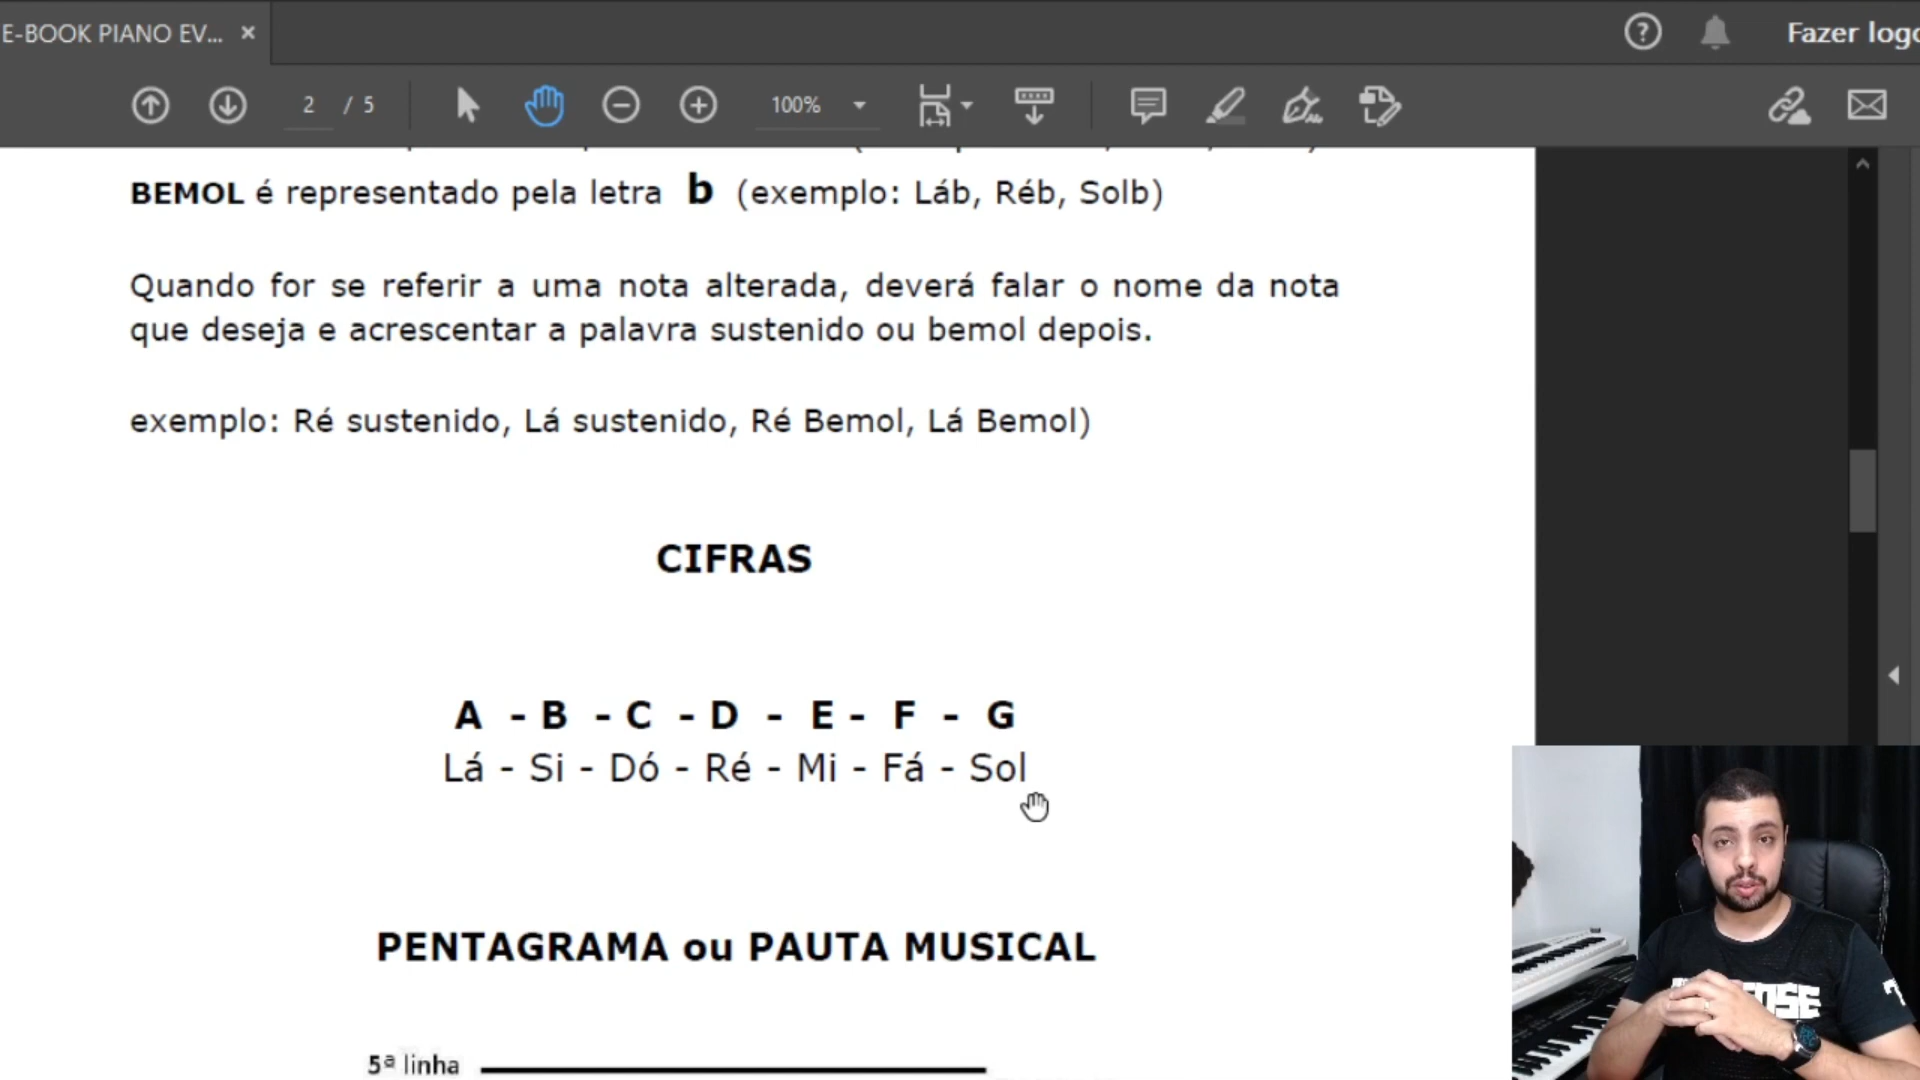 E-BOOK PIANO EV... ×
Fazer logo
2 / 5
100%
BEMOL é representado pela letra b (exemplo: Láb, Réb, Solb)
Quando for se referir a uma nota alterada, deverá falar o nome da nota
que deseja e acrescentar a palavra sustenido ou bemol depois.
exemplo: Ré sustenido, Lá sustenido, Ré Bemol, Lá Bemol)
CIFRAS
A - B - C - D - E - F - G
Lá - Si - Dó - Ré - Mi - Fá - Sol
PENTAGRAMA ou PAUTA MUSICAL
5ª linha